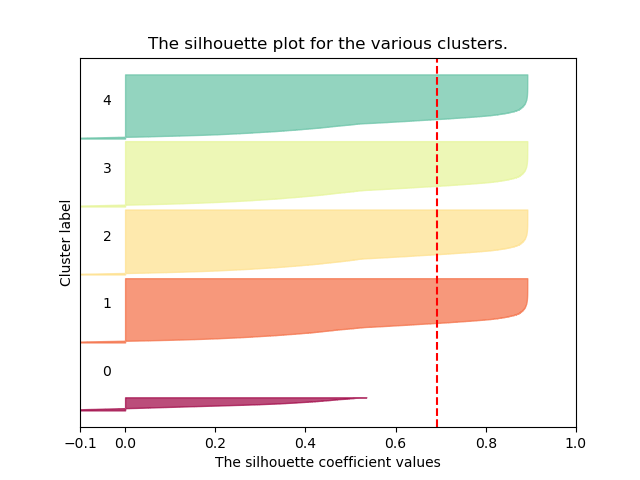 The silhouette plot for the various clusters.
4
3
2
1
0
Cluster label
−0.1 0.0 0.2 0.4 0.6 0.8 1.0
The silhouette coefficient values